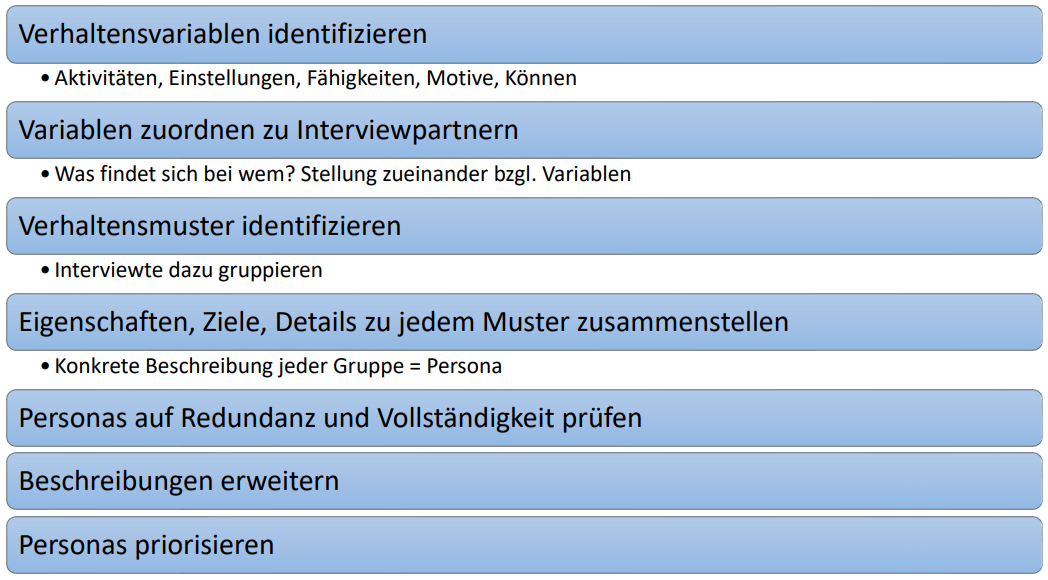 Verhaltensvariablen identifizieren
• Aktivitäten, Einstellungen, Fähigkeiten, Motive, Können
Variablen zuordnen zu Interviewpartnern
• Was findet sich bei wem? Stellung zueinander bzgl. Variablen
Verhaltensmuster identifizieren
• Interviewte dazu gruppieren
Eigenschaften, Ziele, Details zu jedem Muster zusammenstellen
• Konkrete Beschreibung jeder Gruppe = Persona
Personas auf Redundanz und Vollständigkeit prüfen
Beschreibungen erweitern
Personas priorisieren